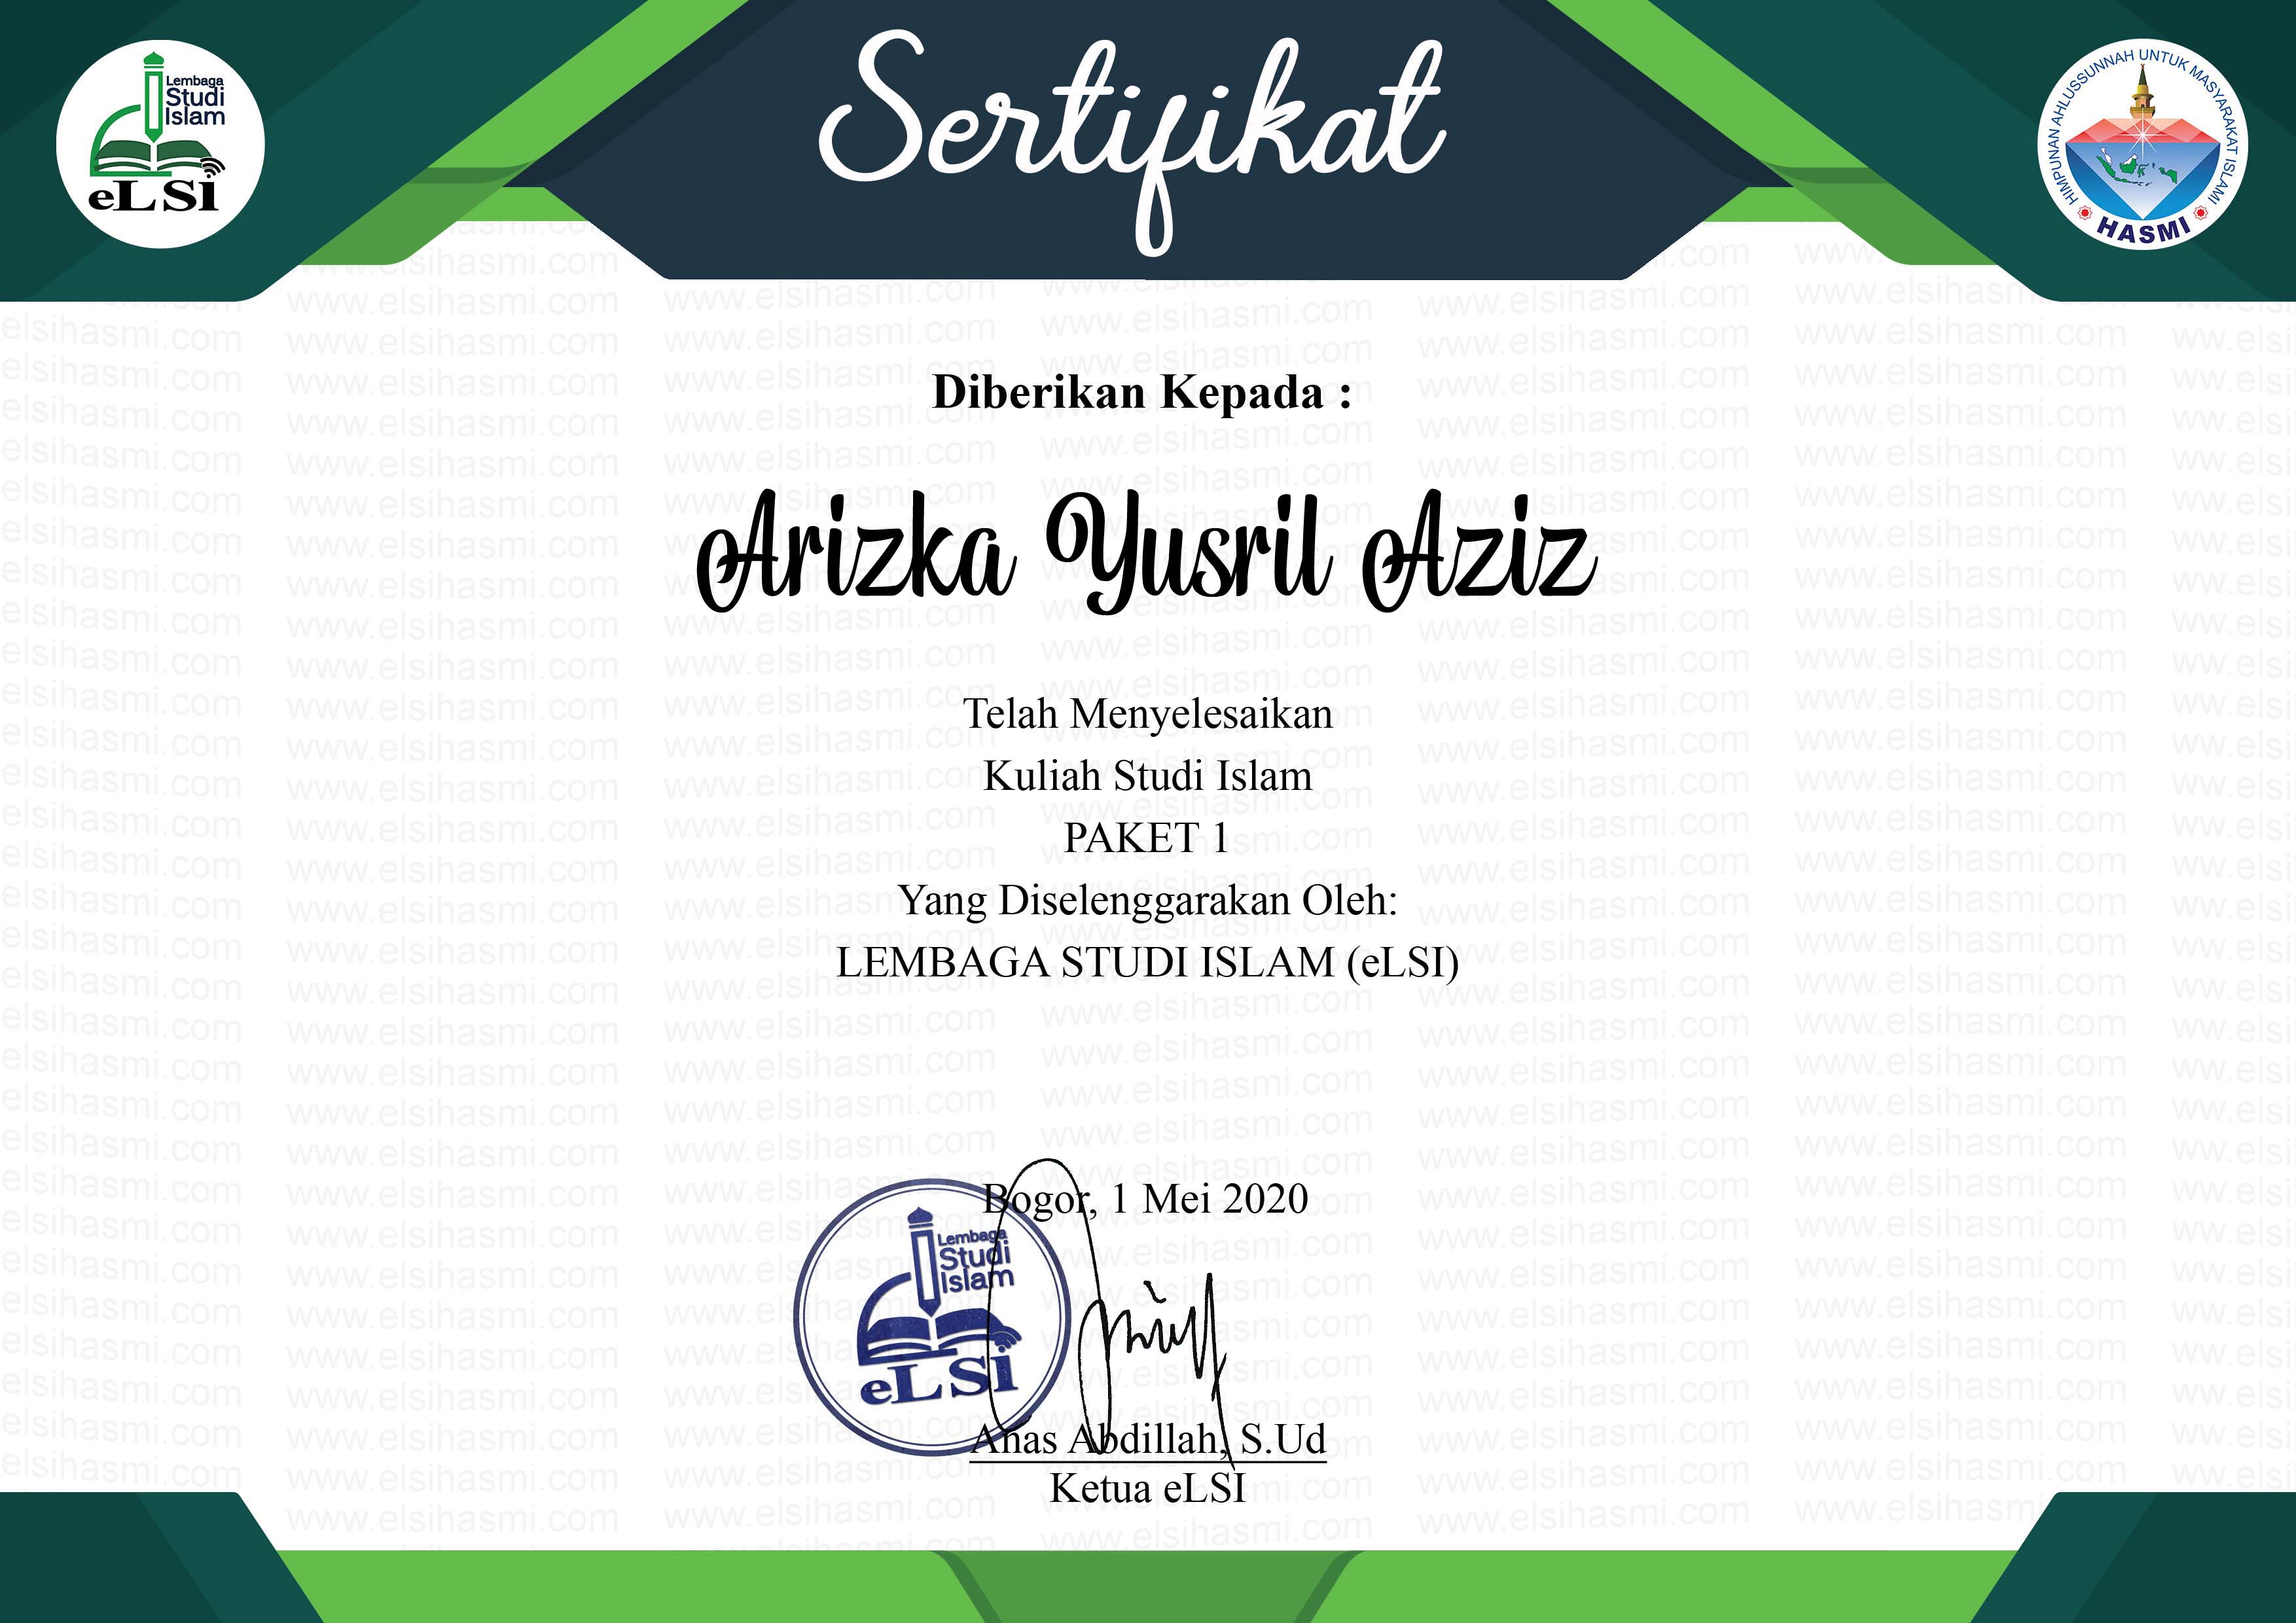 Lembaga
Studi
Islam
eLSi
Sertifikat
HIMPUNAN AHLUSSUNNAH UNTUK MASYARAKAT ISLAMI
HASMI
Diberikan Kepada :
Arizka Yusril Aziz
Telah Menyelesaikan
Kuliah Studi Islam
PAKET 1
Yang Diselenggarakan Oleh:
LEMBAGA STUDI ISLAM (eLSI)
Bogor, 1 Mei 2020
Lembaga
Studi
Islam
eLSi
Anas Abdillah, S.Ud
Ketua eLSI
www.elsihasmi.com